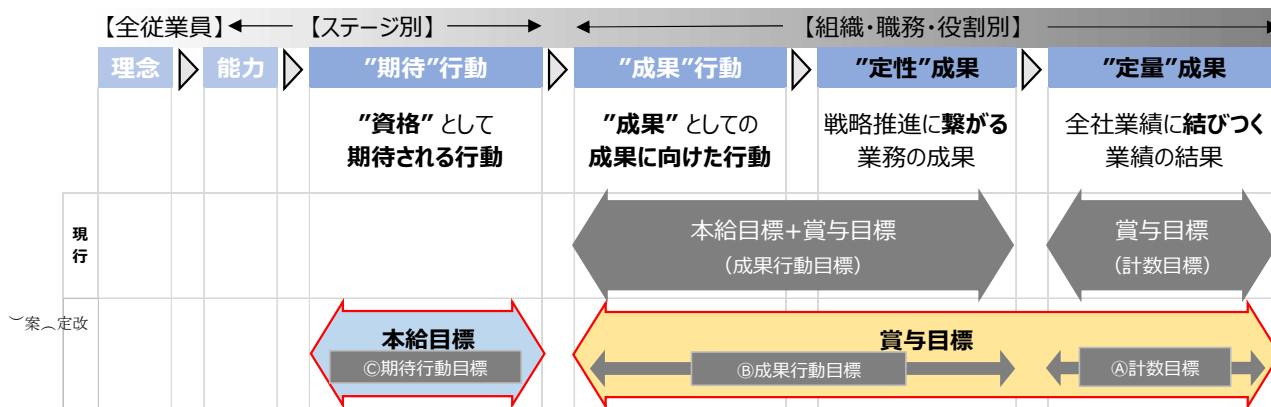 【全従業員】 【ステージ別】 【組織・職務・役割別】
理念 能力 ”期待”行動 ”成果”行動 ”定性”成果 ”定量”成果
”資格” として ”成果” としての 戦略推進に繋がる 全社業績に結びつく
期待される行動 成果に向けた行動 業務の成果 業績の結果
現行
本給目標+賞与目標 賞与目標
（成果行動目標） （計数目標）
改定（案）
本給目標 賞与目標
Ⓒ期待行動目標 Ⓑ成果行動目標 Ⓐ計数目標